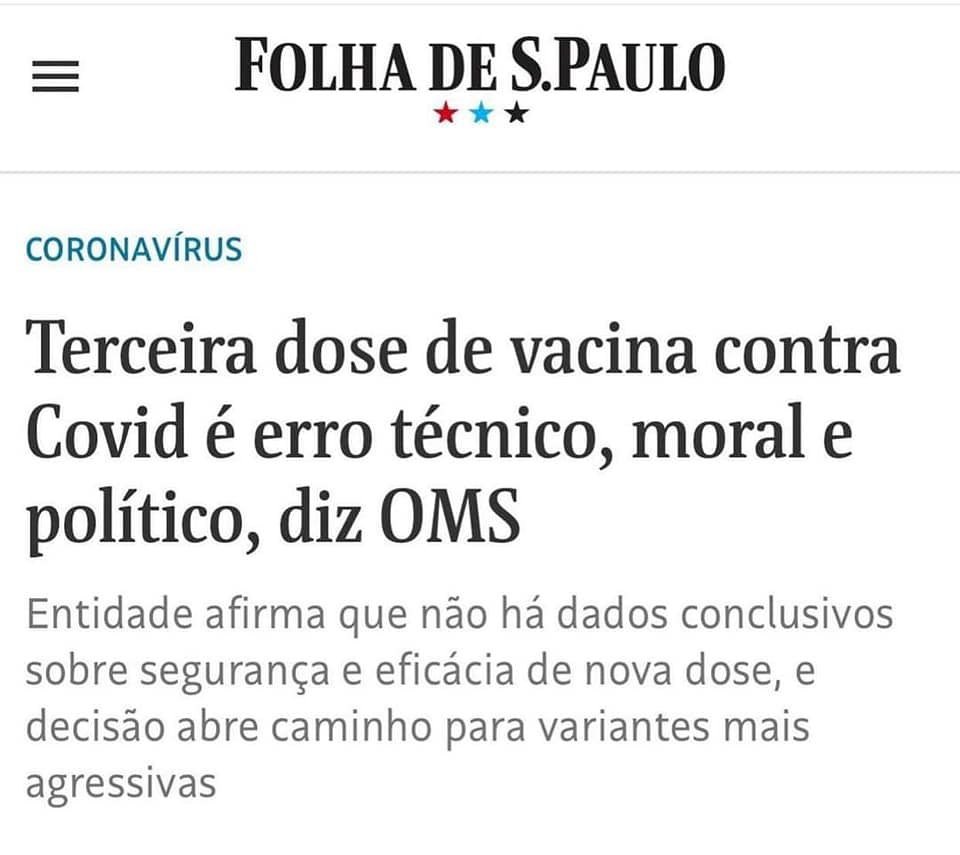 FOLHA DE S.PAULO
CORONAVÍRUS
Terceira dose de vacina contra
Covid é erro técnico, moral e
político, diz OMS
Entidade afirma que não há dados conclusivos
sobre segurança e eficácia de nova dose, e
decisão abre caminho para variantes mais
agressivas